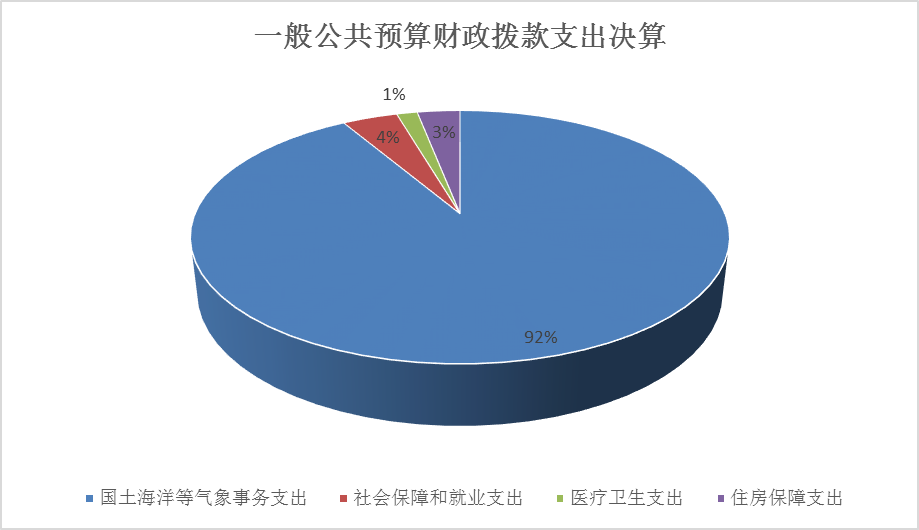 一般公共预算财政拨款支出决算
1%
4%
3%
92%
国土海洋等气象事务支出
社会保障和就业支出
医疗卫生支出
住房保障支出